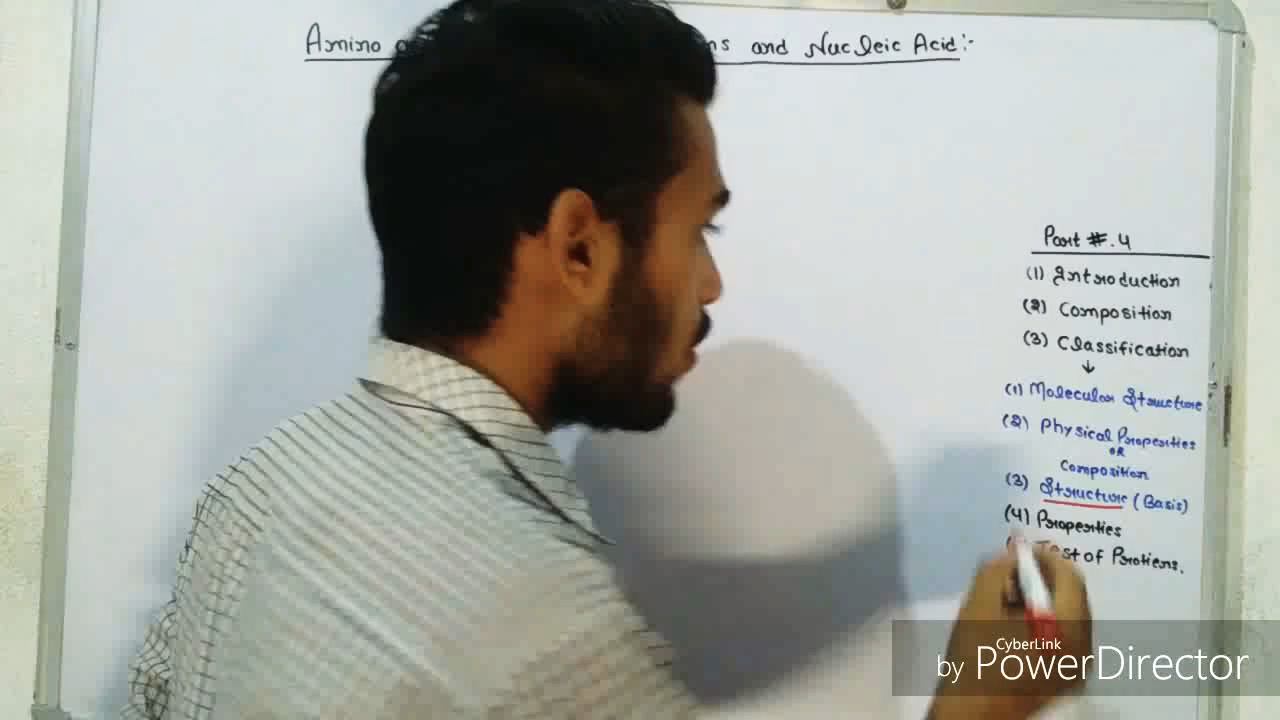 Amino
and Nucleic Acid:-
Part #. 4
(1) Introduction
(2) Composition
(3) Classification
↓
(1) Molecular Structure
(2) Physical Properties
OR
Composition
(3) Structure (Basis)
(4) Properties
Test of Protiens.
CyberLink
by PowerDirector